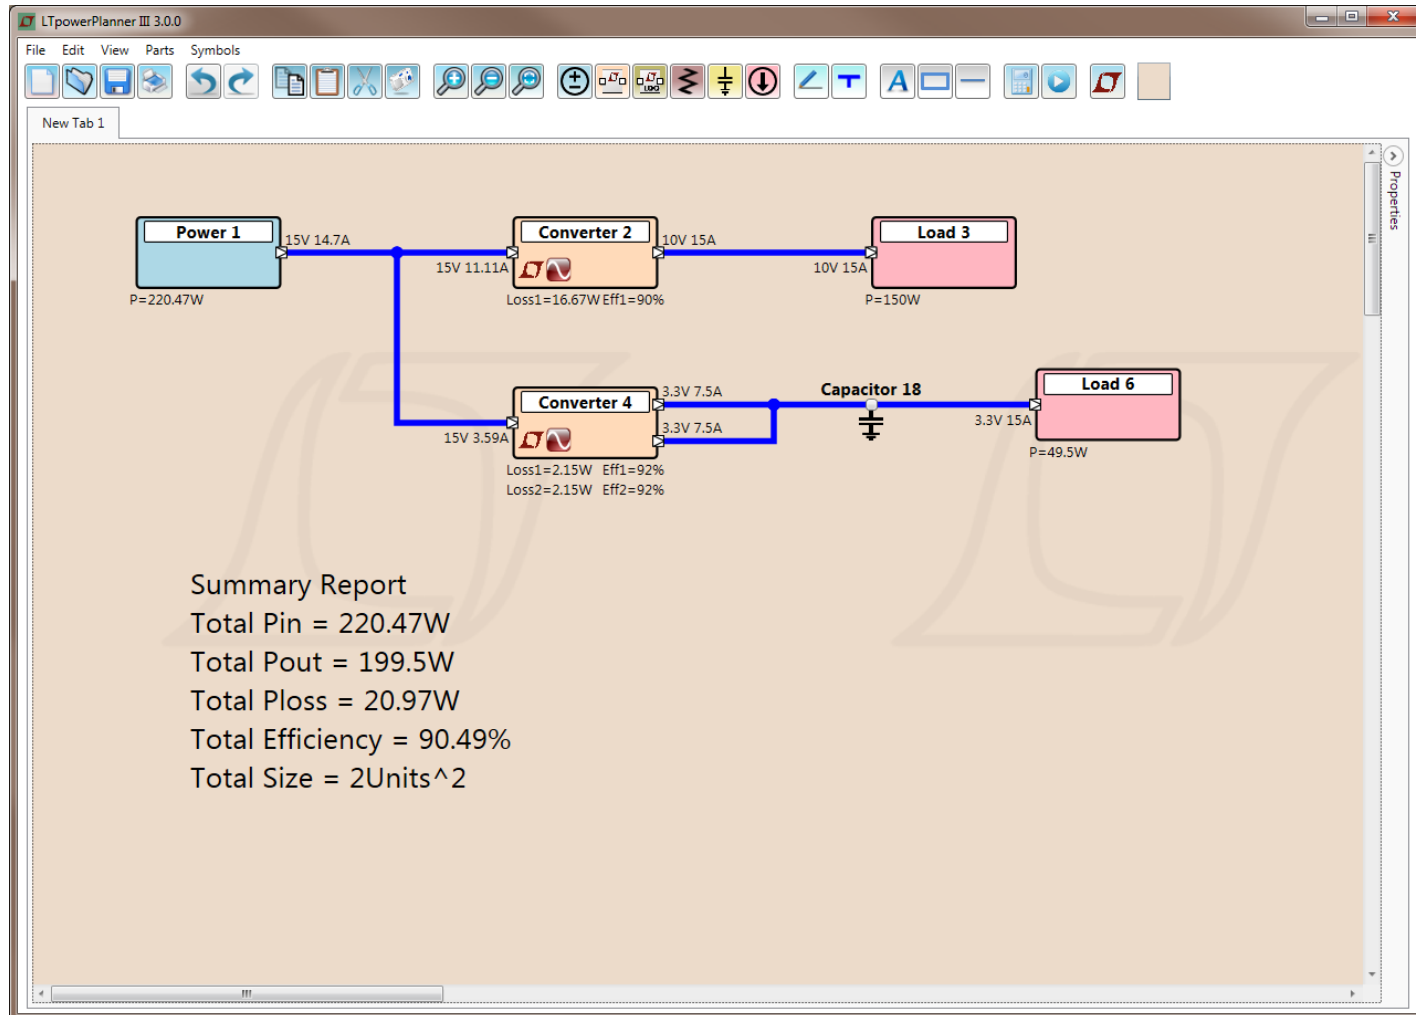 LTpowerPlanner III 3.0.0
File Edit View Parts Symbols
LOG
A
New Tab 1
Properties
Power 1
15V 14.7A
P=220.47W
Converter 2
15V 11.11A
10V 15A
Loss1=16.67W Eff1=90%
Load 3
10V 15A
P=150W
Converter 4
15V 3.59A
3.3V 7.5A
3.3V 7.5A
Loss1=2.15W Eff1=92%
Loss2=2.15W Eff2=92%
Capacitor 18
Load 6
3.3V 15A
P=49.5W
Summary Report
Total Pin = 220.47W
Total Pout = 199.5W
Total Ploss = 20.97W
Total Efficiency = 90.49%
Total Size = 2Units^2